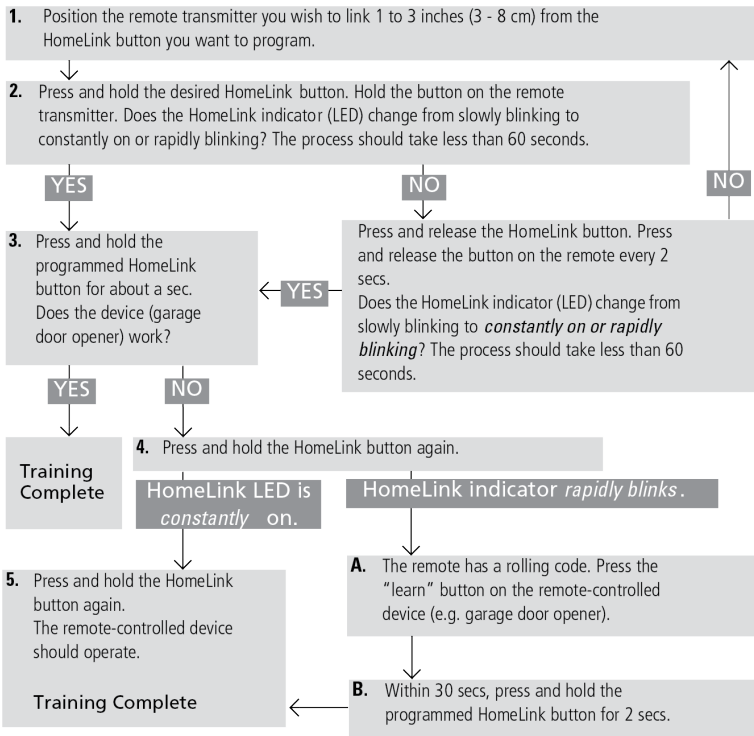 1. Position the remote transmitter you wish to link 1 to 3 inches (3 - 8 cm) from the
HomeLink button you want to program.
2. Press and hold the desired HomeLink button. Hold the button on the remote
transmitter. Does the HomeLink indicator (LED) change from slowly blinking to
constantly on or rapidly blinking? The process should take less than 60 seconds.
YES
NO
NO
3. Press and hold the
programmed HomeLink
button for about a sec.
Does the device (garage
door opener) work?
YES
Press and release the HomeLink button. Press
and release the button on the remote every 2
secs.
Does the HomeLink indicator (LED) change from
slowly blinking to constantly on or rapidly
blinking? The process should take less than 60
seconds.
YES
NO
Training
Complete
4. Press and hold the HomeLink button again.
HomeLink LED is
constantly on.
HomeLink indicator rapidly blinks.
5. Press and hold the HomeLink
button again.
The remote-controlled device
should operate.
Training Complete
A. The remote has a rolling code. Press the
“learn” button on the remote-controlled
device (e.g. garage door opener).
B. Within 30 secs, press and hold the
programmed HomeLink button for 2 secs.